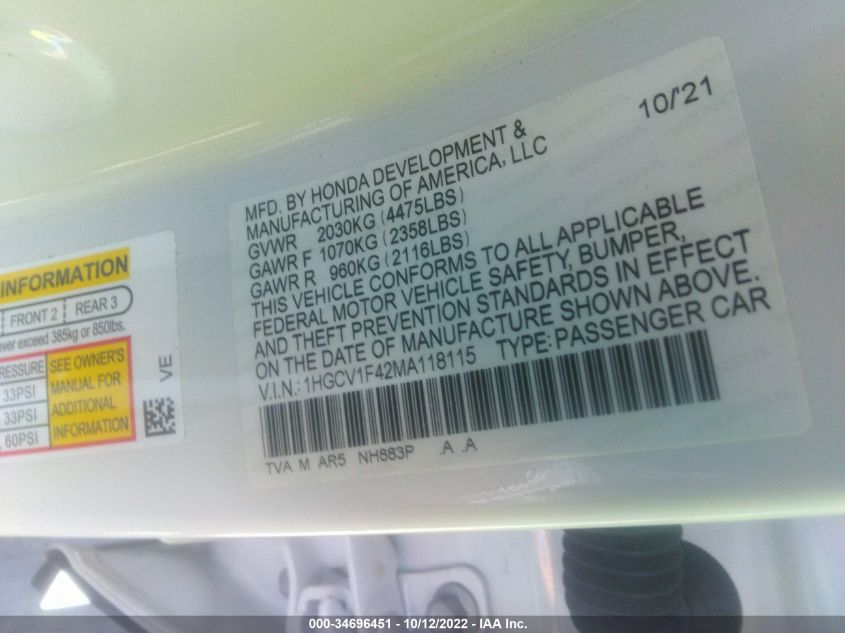 10/'21
MFD. BY HONDA DEVELOPMENT &
MANUFACTURING OF AMERICA, LLC
GVWR 2030KG (4475LBS)
GAWR F 1070KG (2358LBS)
GAWR R 960KG (2116LBS)
THIS VEHICLE CONFORMS TO ALL APPLICABLE
FEDERAL MOTOR VEHICLE SAFETY, BUMPER,
AND THEFT PREVENTION STANDARDS IN EFFECT
ON THE DATE OF MANUFACTURE SHOWN ABOVE.
V.I.N.: 1HGCV1F42MA118115 TYPE: PASSENGER CAR
TVA M AR5 NH883P .A .A
INFORMATION
FRONT 2 REAR 3
exceed 385kg or 850lbs.
SEE OWNER'S
MANUAL FOR
ADDITIONAL
INFORMATION
33PSI
33PSI
60PSI
VE
000-34696451 - 10/12/2022 - IAA Inc.